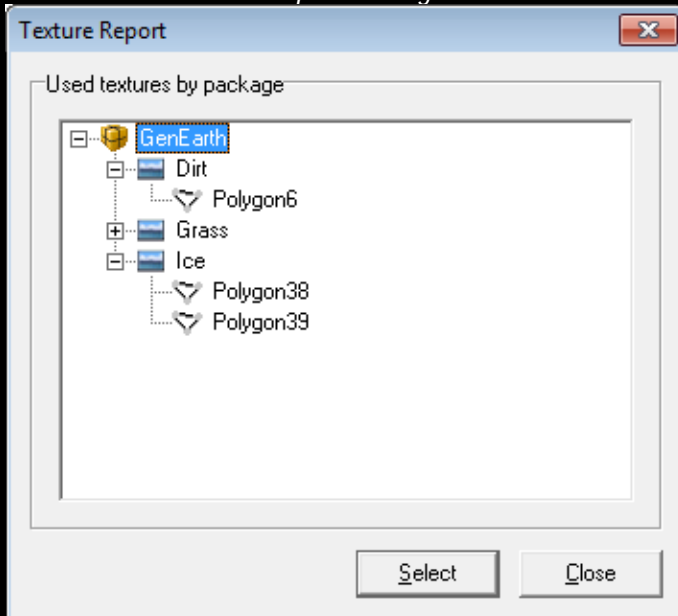 Texture Report
Used textures by package
GenEarth
Dirt
Polygon6
Grass
Ice
Polygon38
Polygon39
Select
Close